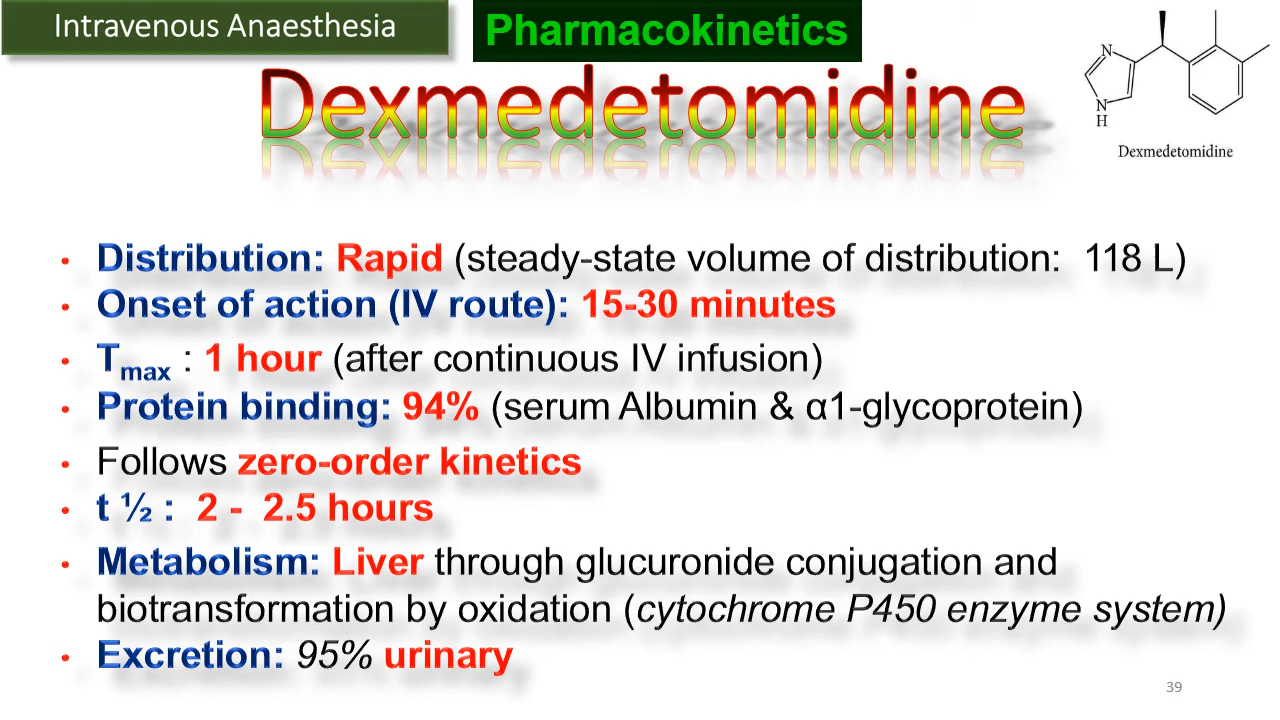 Intravenous Anaesthesia
Pharmacokinetics
Dexmedetomidine
N
N
H
Dexmedetomidine
• Distribution: Rapid (steady-state volume of distribution: 118 L)
• Onset of action (IV route): 15-30 minutes
• Tmax : 1 hour (after continuous IV infusion)
• Protein binding: 94% (serum Albumin & α1-glycoprotein)
• Follows zero-order kinetics
• t ½ : 2 - 2.5 hours
• Metabolism: Liver through glucuronide conjugation and
biotransformation by oxidation (cytochrome P450 enzyme system)
• Excretion: 95% urinary
39